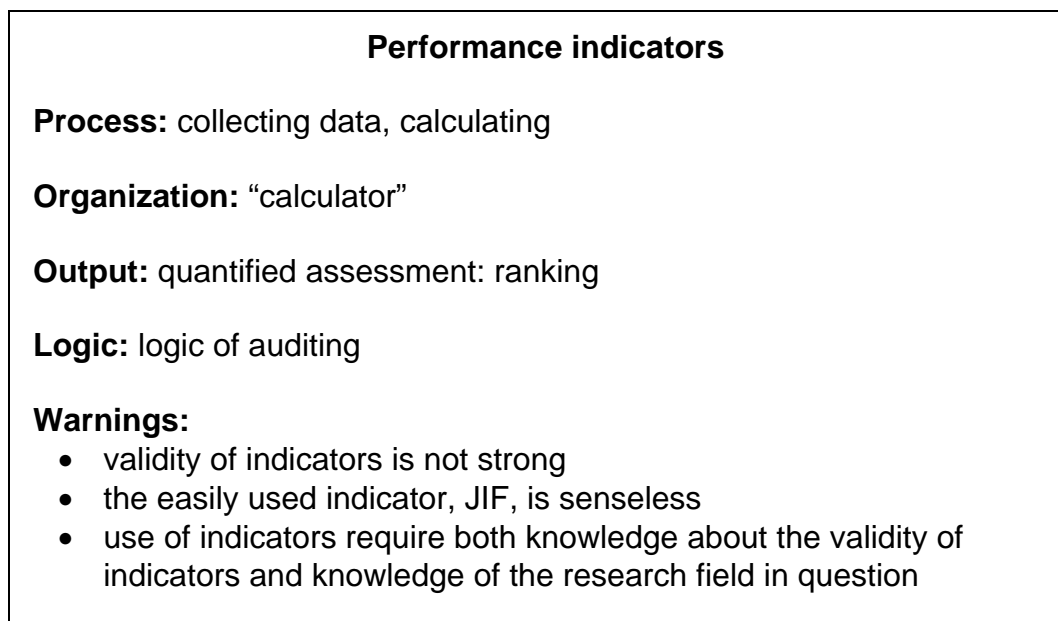 Performance indicators
Process: collecting data, calculating
Organization: “calculator”
Output: quantified assessment: ranking
Logic: logic of auditing
Warnings:
• validity of indicators is not strong
• the easily used indicator, JIF, is senseless
• use of indicators require both knowledge about the validity of
indicators and knowledge of the research field in question